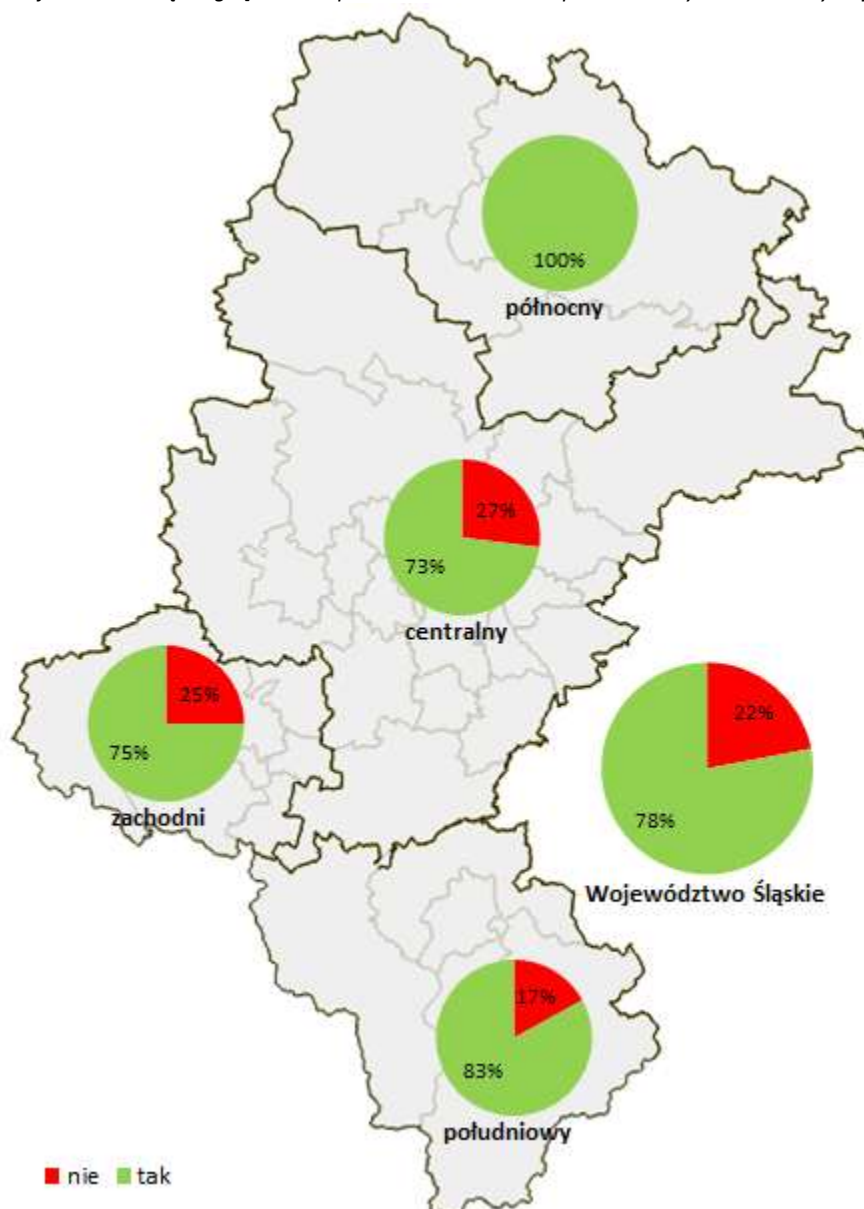 100%
północny
27%
73%
centralny
25%
75%
zachodni
22%
78%
Województwo Śląskie
17%
83%
południowy
nie tak